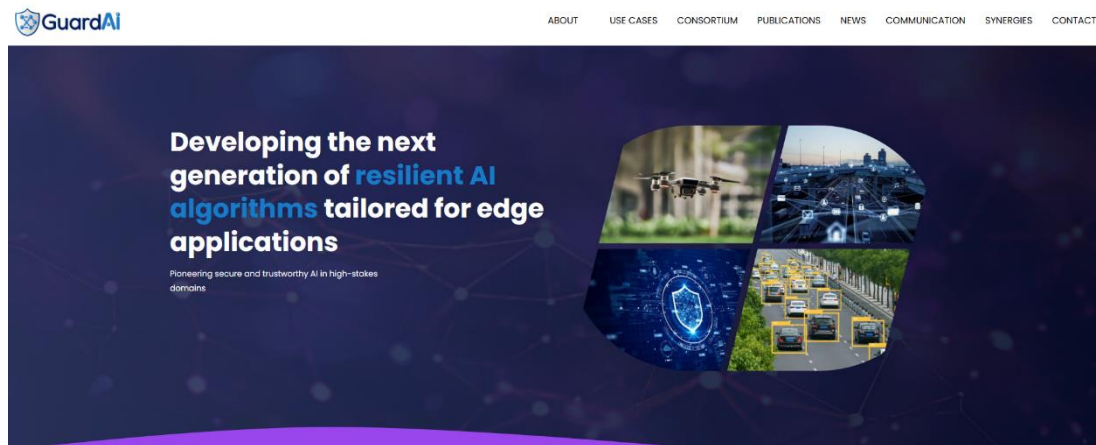 GuardAi
ABOUT USE CASES CONSORTIUM PUBLICATIONS NEWS COMMUNICATION SYNERGIES CONTACT
Developing the next
generation of resilient AI
algorithms tailored for edge
applications
Pioneering secure and trustworthy AI in high-stakes
domains